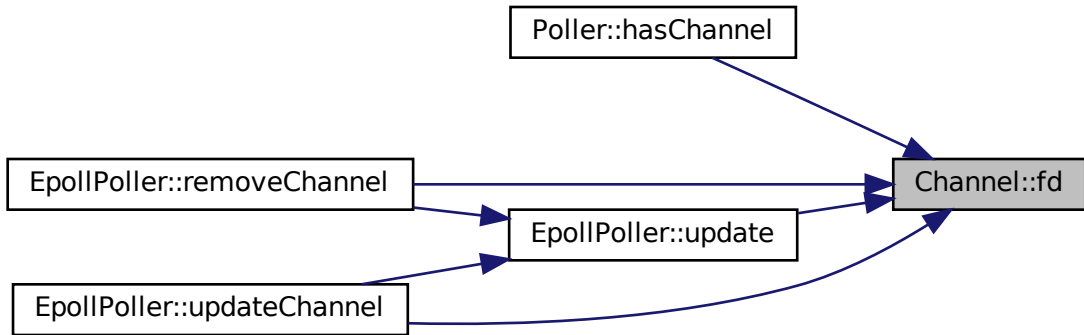 Poller::hasChannel
EpollPoller::removeChannel
Channel::fd
EpollPoller::update
EpollPoller::updateChannel